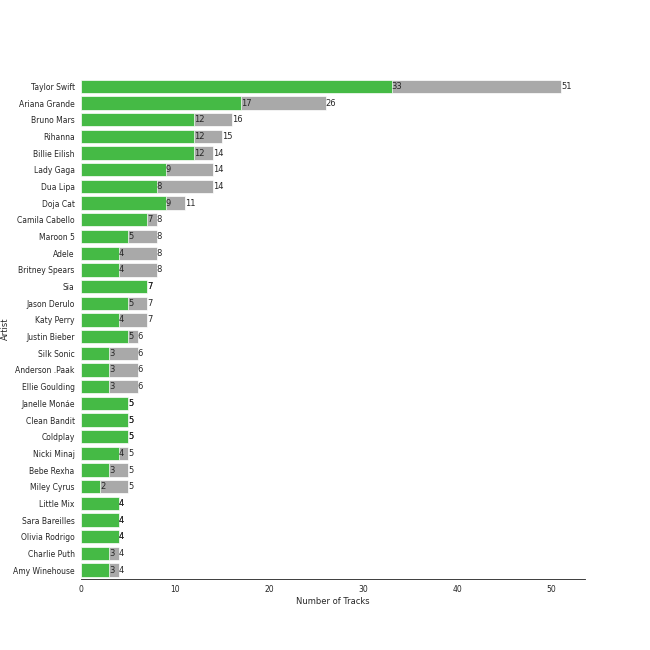 Taylor Swift 33 51
Ariana Grande 17 26
Bruno Mars 12 16
Rihanna 12 15
Billie Eilish 12 14
Lady Gaga 9 14
Dua Lipa 8 14
Doja Cat 9 11
Camila Cabello 7 8
Maroon 5 5 8
Adele 4 8
Britney Spears 4 8
Sia 7
Jason Derulo 5 7
Katy Perry 4 7
Justin Bieber 5 6
Silk Sonic 3 6
Anderson .Paak 3 6
Ellie Goulding 3 6
Janelle Monáe 5
Clean Bandit 5
Coldplay 5
Nicki Minaj 4 5
Bebe Rexha 3 5
Miley Cyrus 2 5
Little Mix 4
Sara Bareilles 4
Olivia Rodrigo 4
Charlie Puth 3 4
Amy Winehouse 3 4
Artist
0 10 20 30 40 50
Number of Tracks